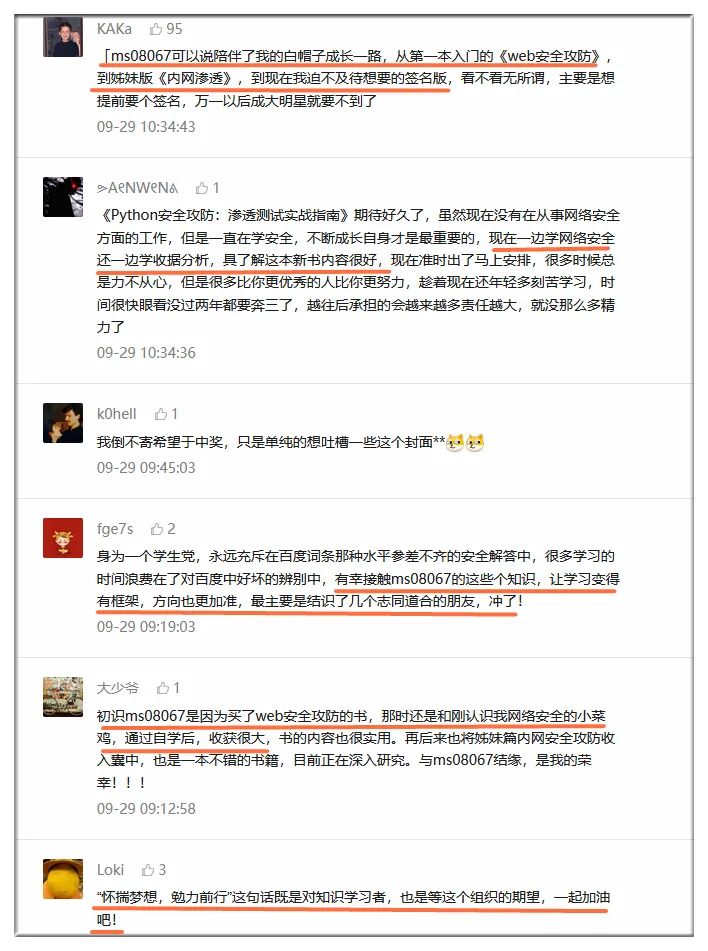 KAKa 95
「ms08067可以说陪伴了我的白帽子成长一路，从第一本入门的《web安全攻防》，
到姊妹版《内网渗透》，到现在我迫不及待想要的签名版，看不看无所谓，主要是想
提前要个签名，万一以后成大明星就要不到了
09-29 10:34:43
1
《Python安全攻防：渗透测试实战指南》期待好久了，虽然现在没有在从事网络安全
方面的工作，但是一直在学安全，不断成长自身才是最重要的，现在一边学网络安全
还一边学收据分析，具了解这本新书内容很好，现在准时出了马上安排，很多时候总
是力不从心，但是很多比你更优秀的人比你更努力，趁着现在还年轻多刻苦学习，时
间很快眼看没过两年都要奔三了，越往后承担的会越来越多责任越大，就没那么多精
力了
09-29 10:34:36
k0hell 1
我倒不寄希望于中奖，只是单纯的想吐槽一些这个封面**
09-29 09:45:03
fge7s 2
身为一个学生党，永远充斥在百度词条那种水平参差不齐的安全解答中，很多学习的
时间浪费在了对百度中好坏的辨别中，有幸接触ms08067的这些个知识，让学习变得
有框架，方向也更加准，最主要是结识了几个志同道合的朋友，冲了！
09-29 09:19:03
大少爷 1
初识ms08067是因为买了web安全攻防的书，那时还是和刚认识我网络安全的小菜
鸡，通过自学后，收获很大，书的内容也很实用。再后来也将姊妹篇内网安全攻防收
入囊中，也是一本不错的书籍，目前正在深入研究。与ms08067结缘，是我的荣
幸！！！
09-29 09:12:58
Loki 3
“怀揣梦想，勉力前行”这句话既是对知识学习者，也是等这个组织的期望，一起加油
吧！